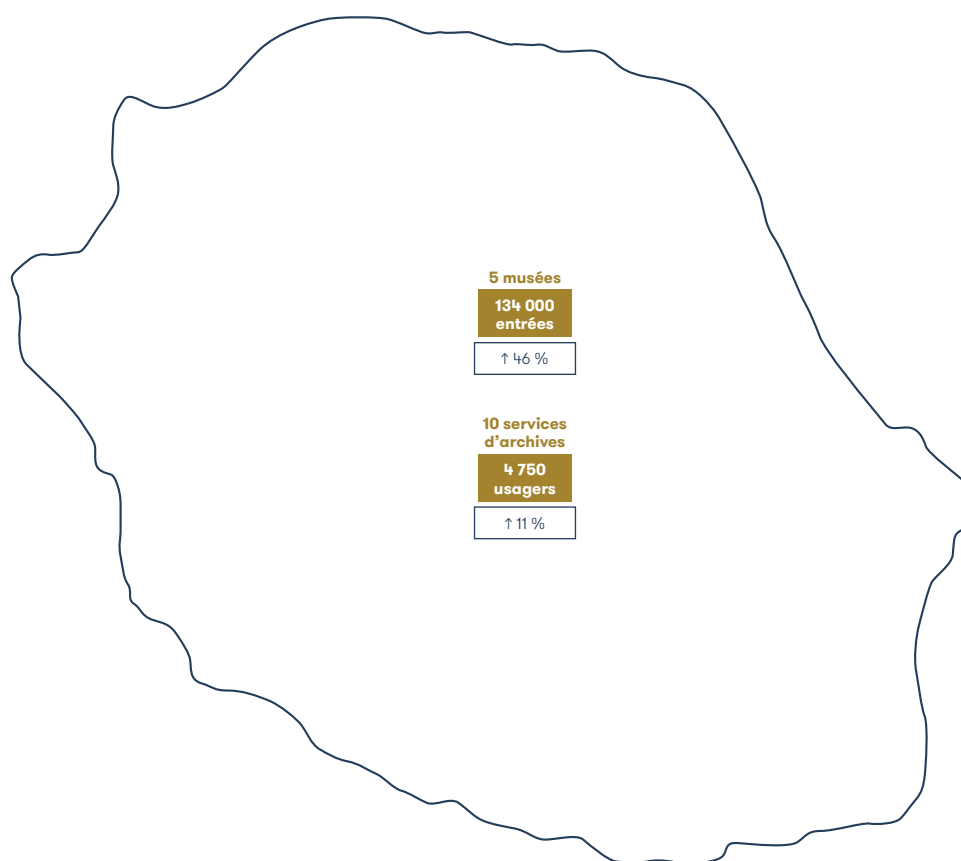 5 musées
134 000
entrées
↑ 46 %
10 services
d'archives
4 750
usagers
↑ 11 %